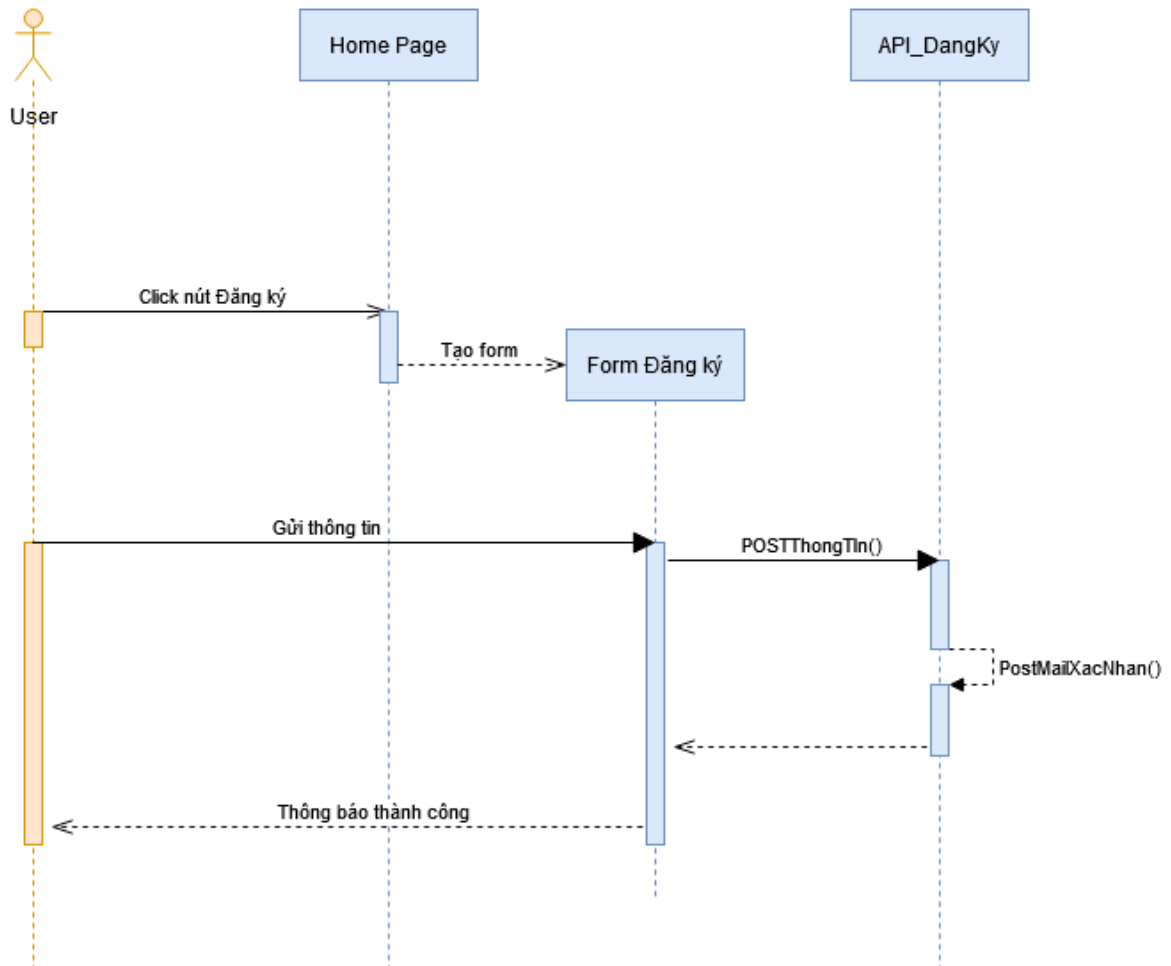 Home Page
API_DangKy
User
Click nút Đăng ký
Tạo form
Form Đăng ký
Gửi thông tin
POSTThongTIn()
PostMailXacNhan()
Thông báo thành công